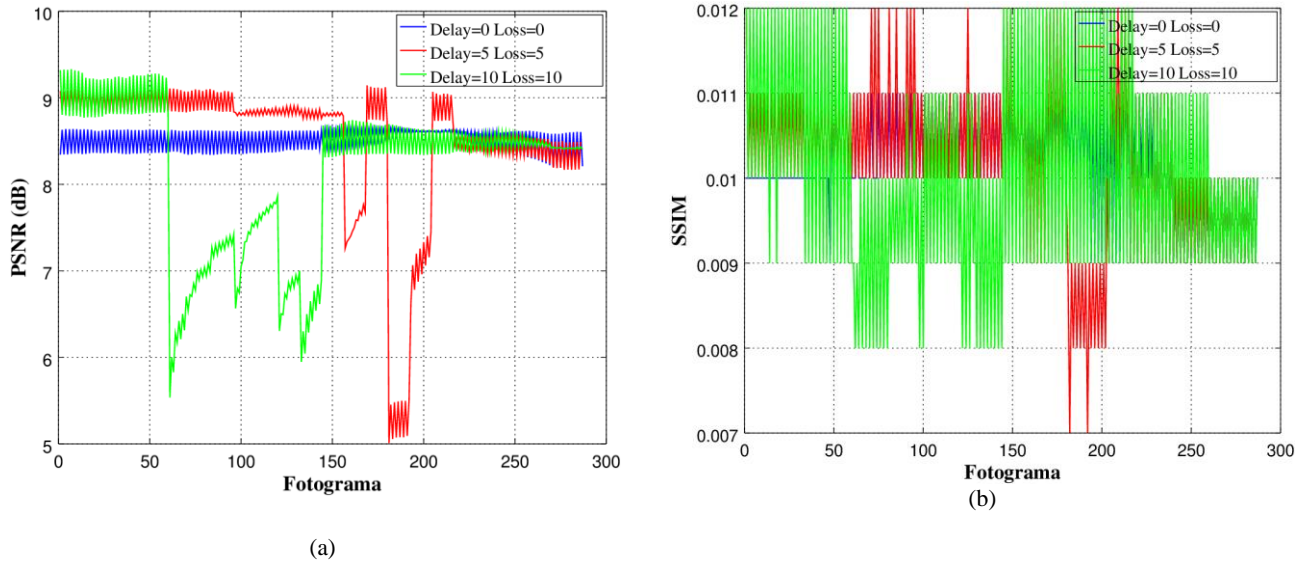 Delay=0 Loss=0
Delay=5 Loss=5
Delay=10 Loss=10
10
9
8
7
6
5
PSNR (dB)
0 50 100 150 200 250 300
Fotograma
(a)
Delay=0 Loss=0
Delay=5 Loss=5
Delay=10 Loss=10
0.012
0.011
0.01
0.009
0.008
0.007
SSIM
0 50 100 150 200 250 300
Fotograma
(b)